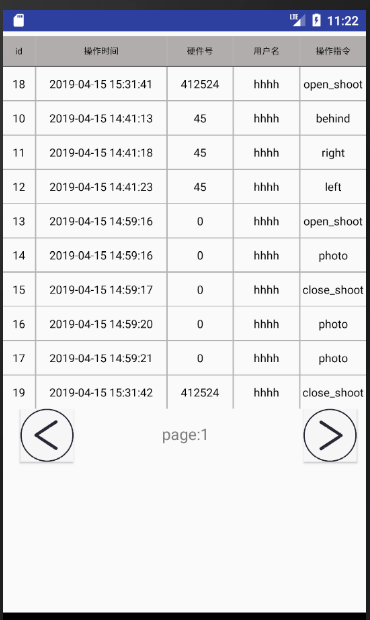 LTE 11:22
id 操作时间 硬件号 用户名 操作指令
18 2019-04-15 15:31:41 412524 hhhh open_shoot
10 2019-04-15 14:41:13 45 hhhh behind
11 2019-04-15 14:41:18 45 hhhh right
12 2019-04-15 14:41:23 45 hhhh left
13 2019-04-15 14:59:16 0 hhhh open_shoot
14 2019-04-15 14:59:16 0 hhhh photo
15 2019-04-15 14:59:17 0 hhhh close_shoot
16 2019-04-15 14:59:20 0 hhhh photo
17 2019-04-15 14:59:21 0 hhhh photo
19 2019-04-15 15:31:42 412524 hhhh close_shoot
page:1